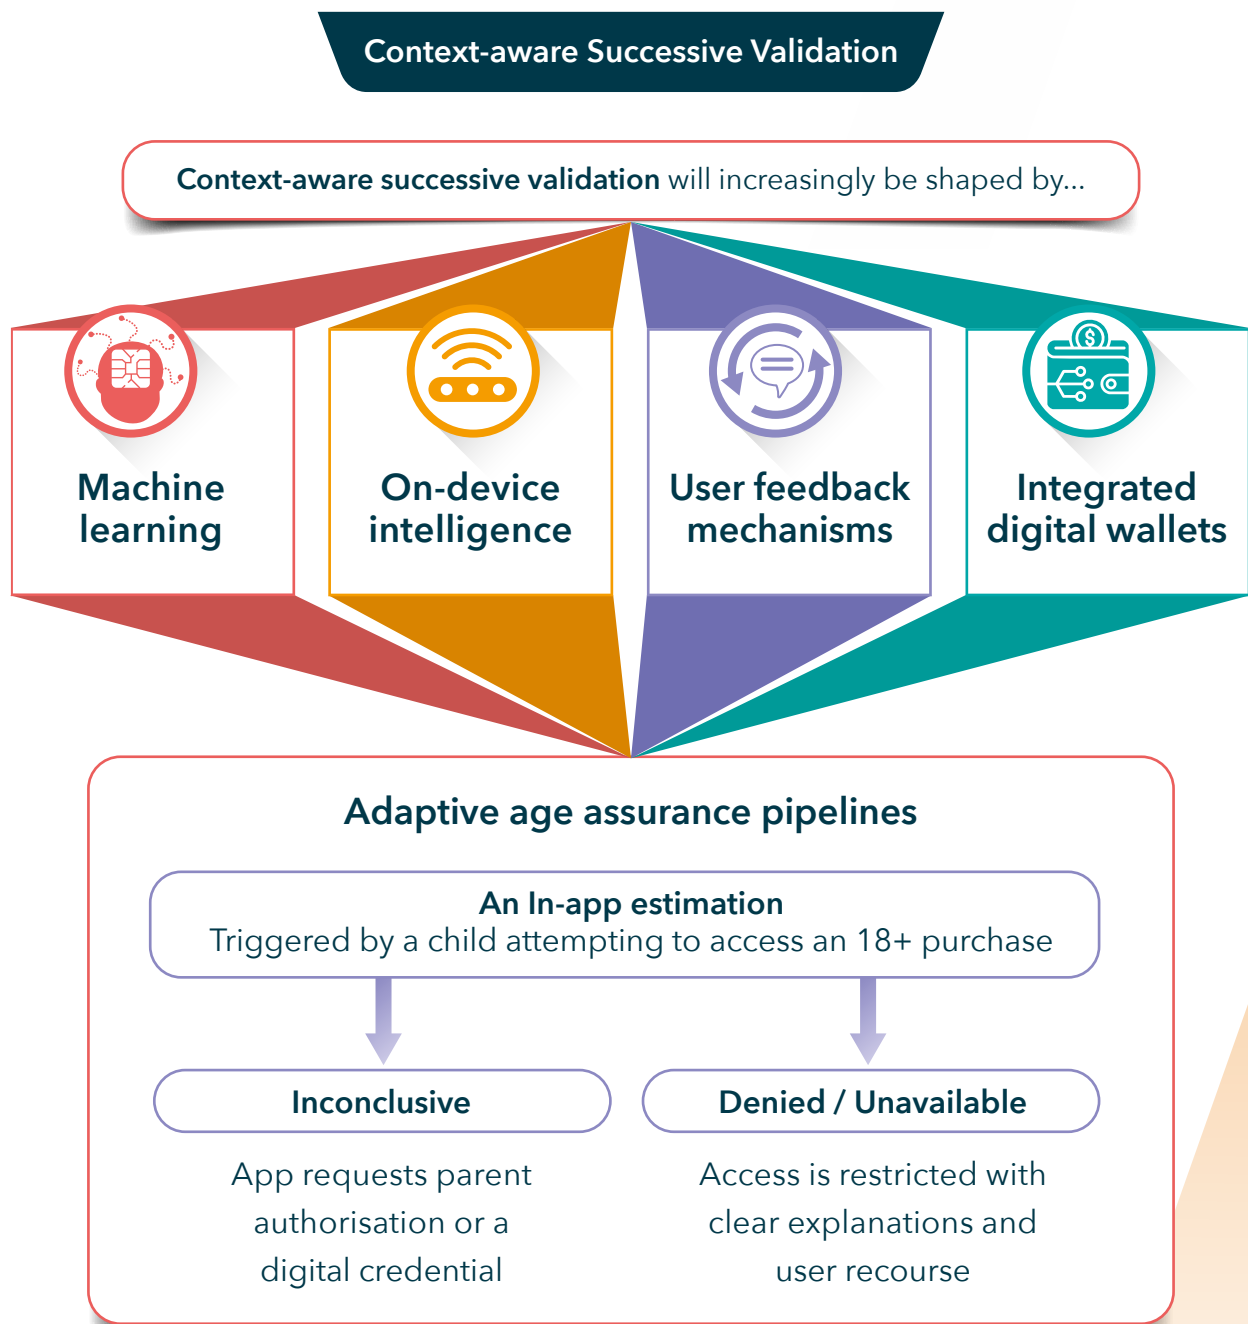 Context-aware Successive Validation
Context-aware successive validation will increasingly be shaped by...
$
Machine
learning
On-device
intelligence
User feedback
mechanisms
Integrated
digital wallets
Adaptive age assurance pipelines
An In-app estimation
Triggered by a child attempting to access an 18+ purchase
Inconclusive
App requests parent
authorisation or a
digital credential
Denied / Unavailable
Access is restricted with
clear explanations and
user recourse